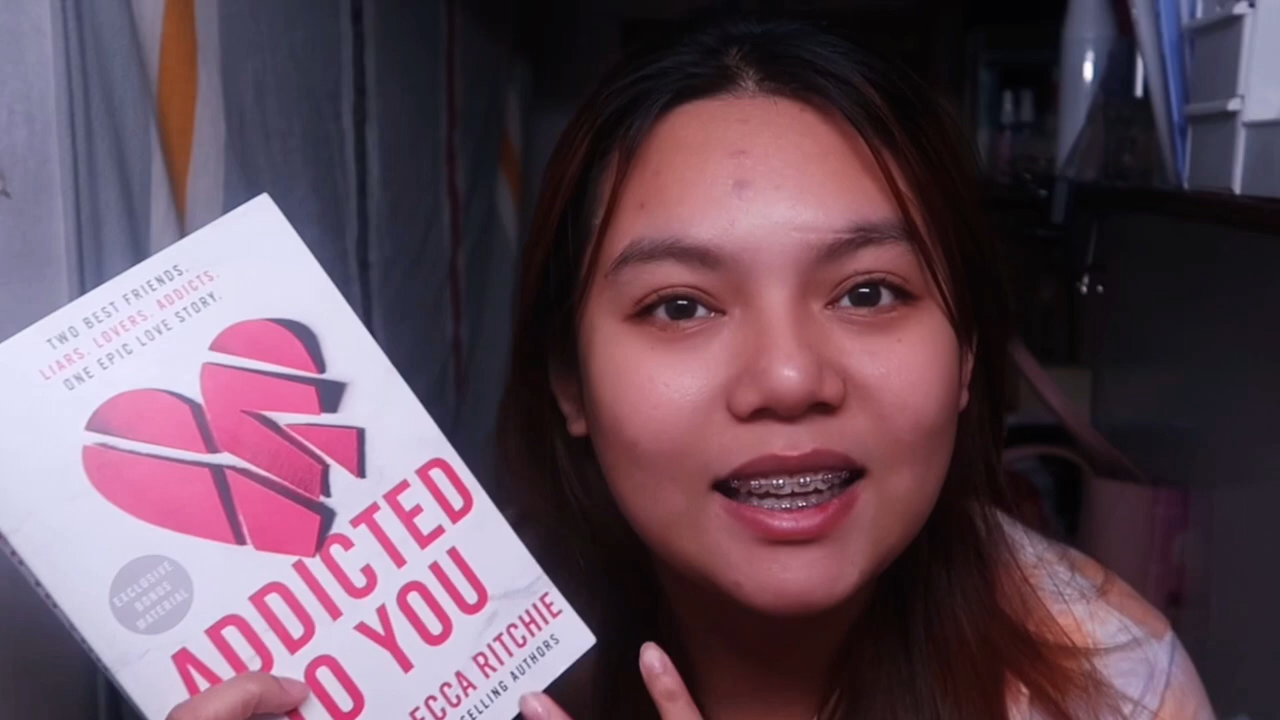 TWO BEST FRIENDS.
LIARS. LOVERS. ADDICTS.
ONE EPIC LOVE STORY.
EXCLUSIVE
BONUS
MATERIAL
ADDICTED
TO YOU
ECCA RITCHIE
SELLING AUTHORS